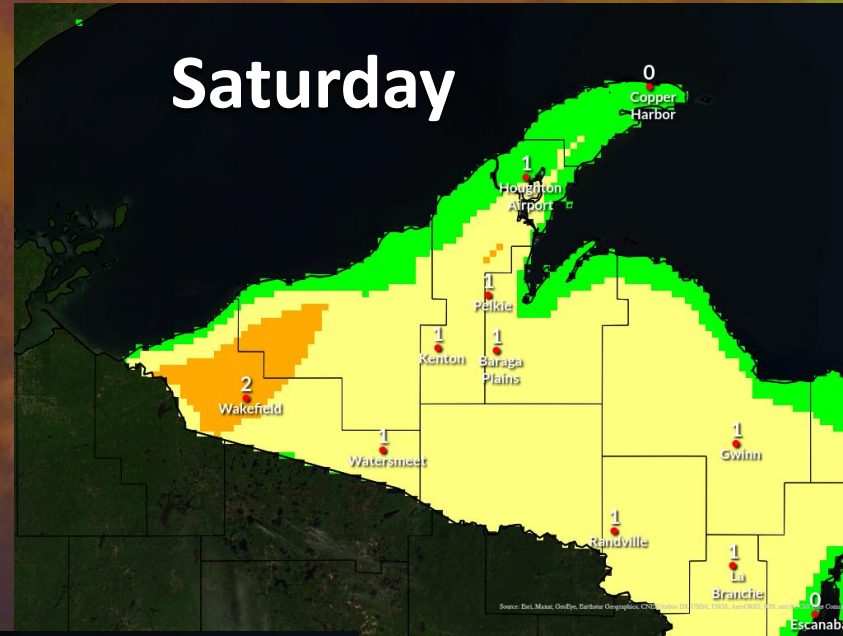 Saturday
0
Copper
Harbor
1
Houghton
Airport
1
Pelkie
1
Kenton
1
Baraga
Plains
2
Wakefield
1
Watersmeet
1
Gwinn
1
Randville
1
La
Branche
0
Escanaba
Source: Esri, Maxar, GeoEye, Earthstar Geographics, CNES/Airbus DS, USDA, USGS, AeroGRID, IGN, and the GIS User Com